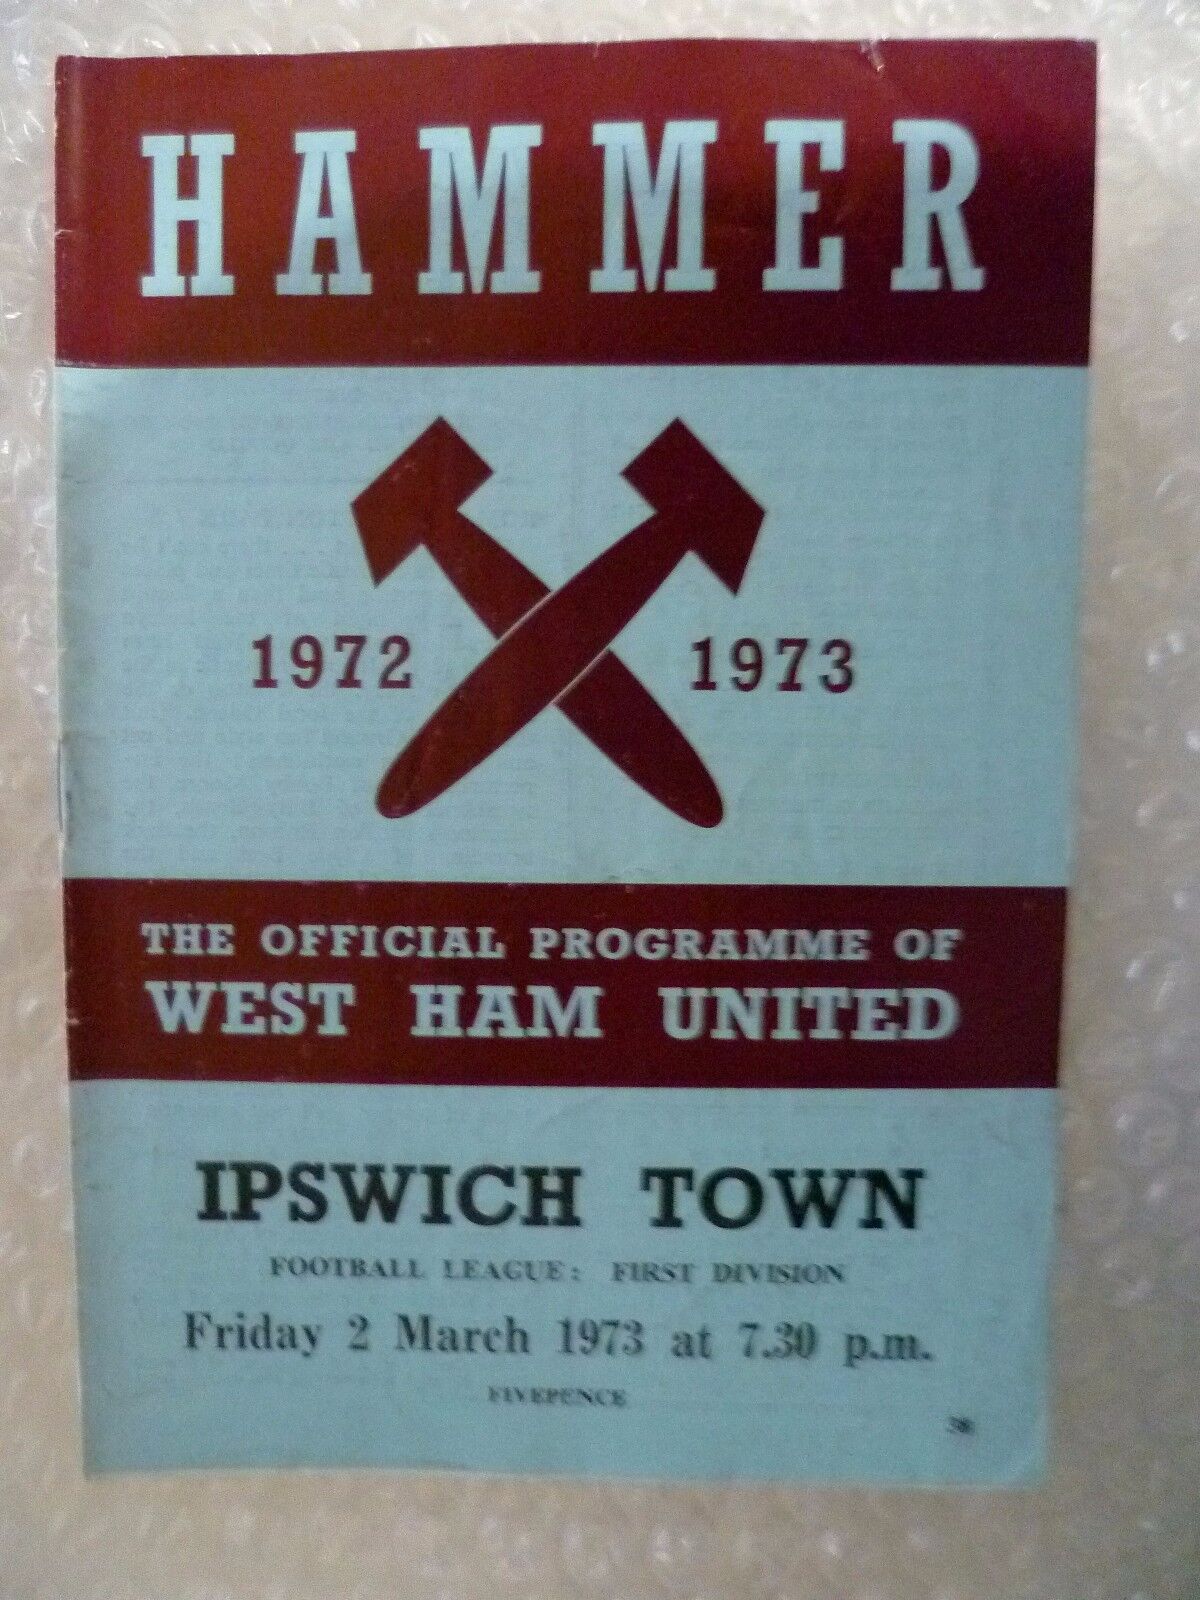 HAMMER
1972 1973
THE OFFICIAL PROGRAMME OF
WEST HAM UNITED
IPSWICH TOWN
FOOTBALL LEAGUE: FIRST DIVISION
Friday 2 March 1973 at 7.30 p.m.
FIVEPENCE